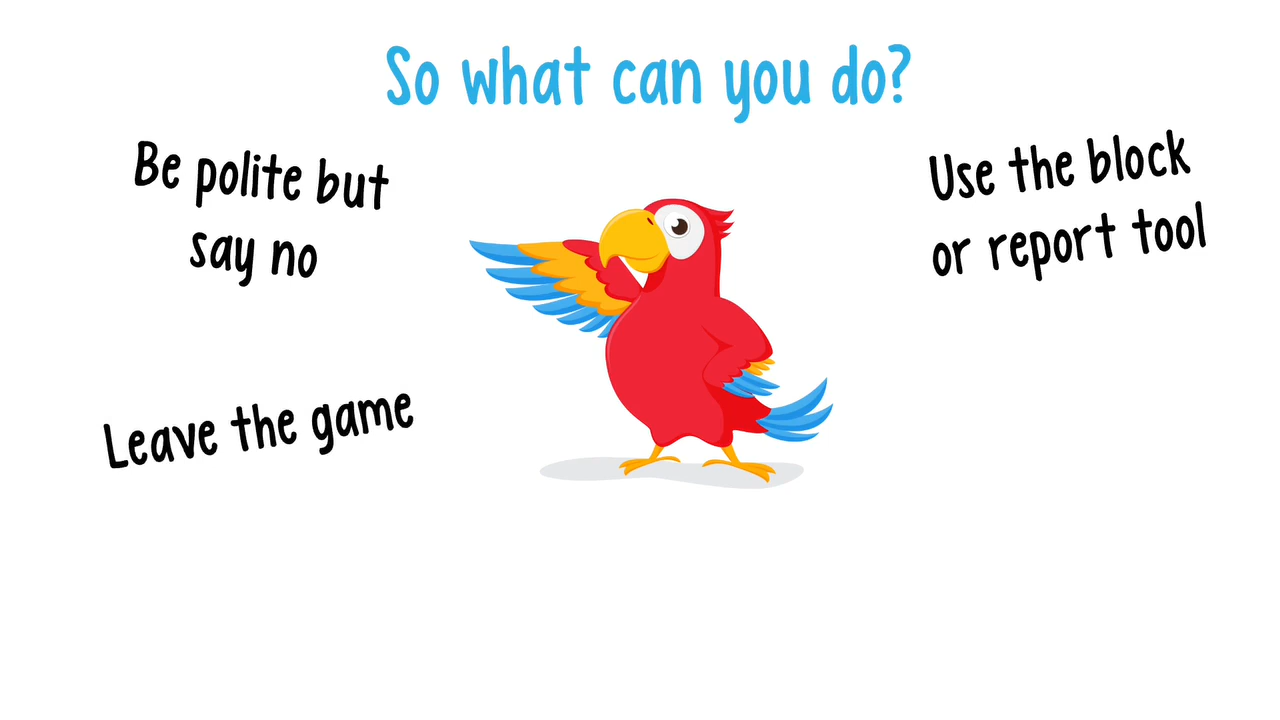 So what can you do?
Be polite but
say no
Use the block
or report tool
Leave the game